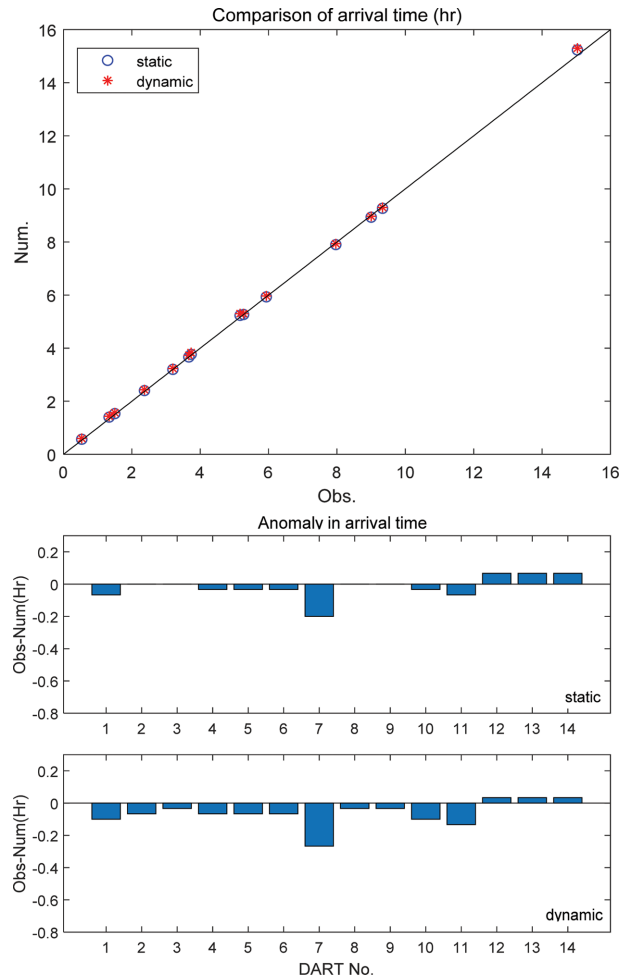 Comparison of arrival time (hr)
16
14
12
10
8
6
4
2
0
Num.
static
dynamic
0 2 4 6 8 10 12 14 16
Obs.
Anomaly in arrival time
0.2
0
-0.2
-0.4
-0.6
-0.8
Obs-Num(Hr)
static
1 2 3 4 5 6 7 8 9 10 11 12 13 14
0.2
0
-0.2
-0.4
-0.6
-0.8
Obs-Num(Hr)
dynamic
1 2 3 4 5 6 7 8 9 10 11 12 13 14
DART No.